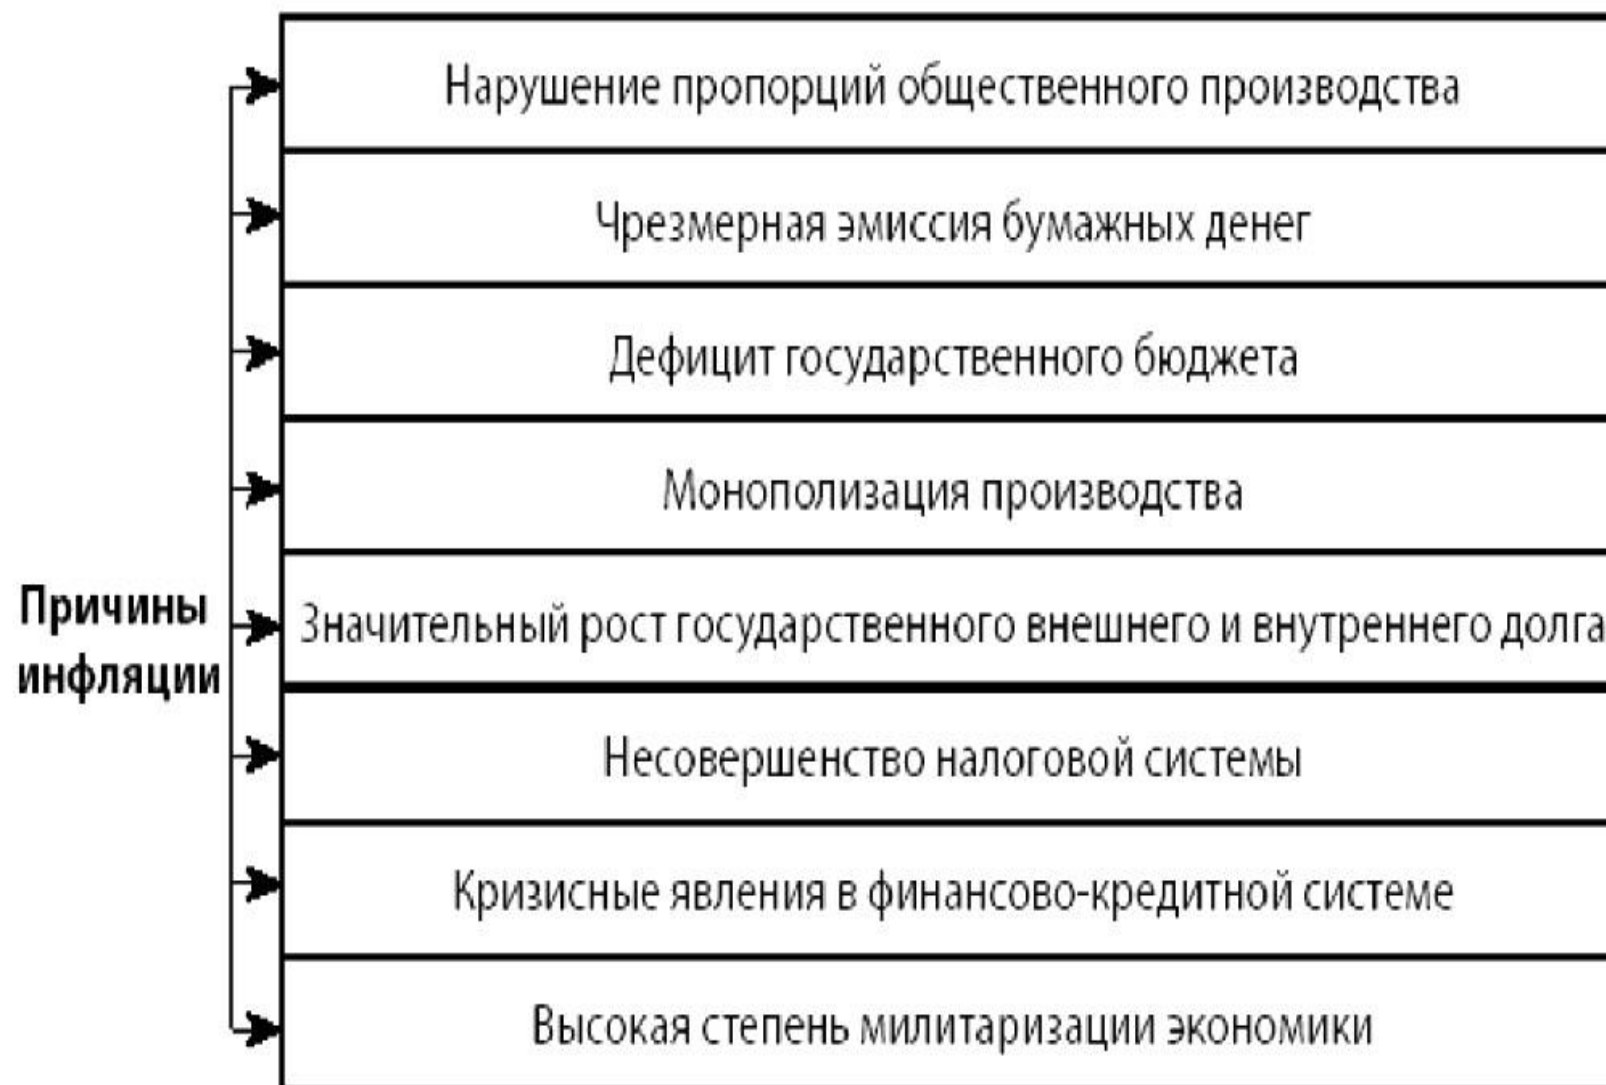 Нарушение пропорций общественного производства
Чрезмерная эмиссия бумажных денег
Дефицит государственного бюджета
Монополизация производства
Причины
инфляции
Значительный рост государственного внешнего и внутреннего долга
Несовершенство налоговой системы
Кризисные явления в финансово-кредитной системе
Высокая степень милитаризации экономики